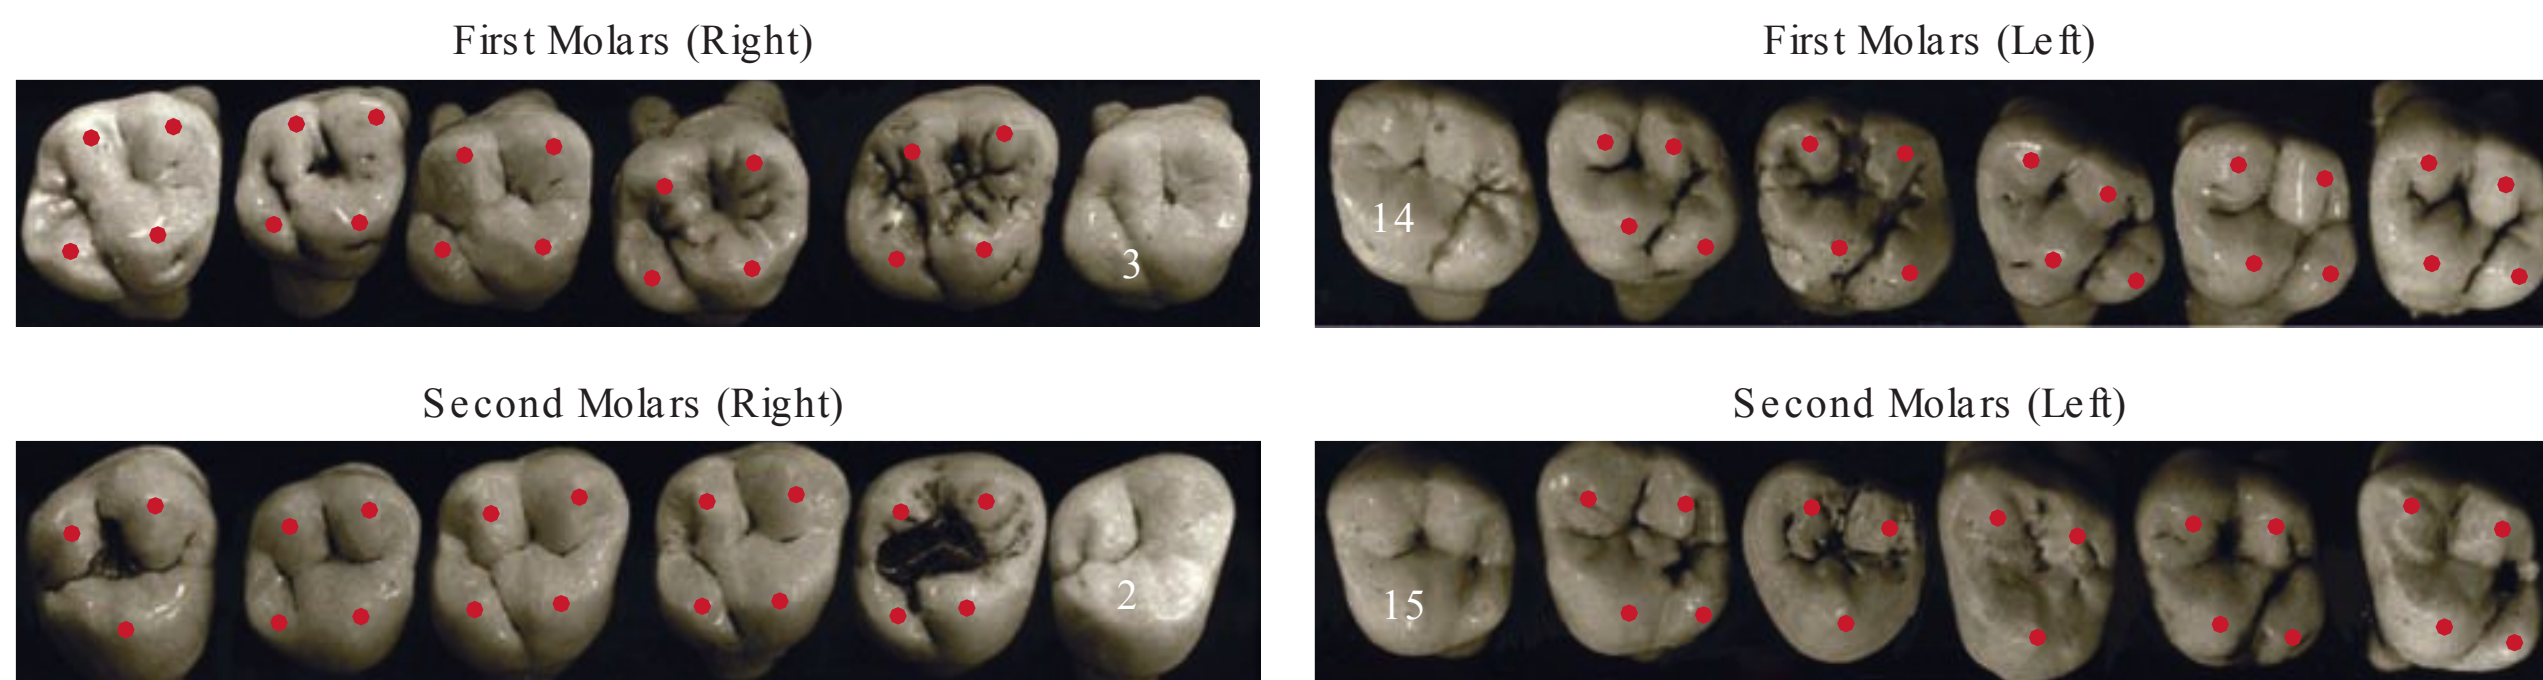 First Molars (Right)
First Molars (Left)
3
14
Second Molars (Right)
Second Molars (Left)
2
15